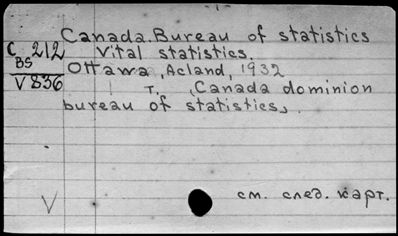 Canada. Bureau of statistics
C 212
BS
V836
Vital statistics.
Ottawa, Acland, 1932
т. , Canada dominion
bureau of statistics,
V
см. след. карт.